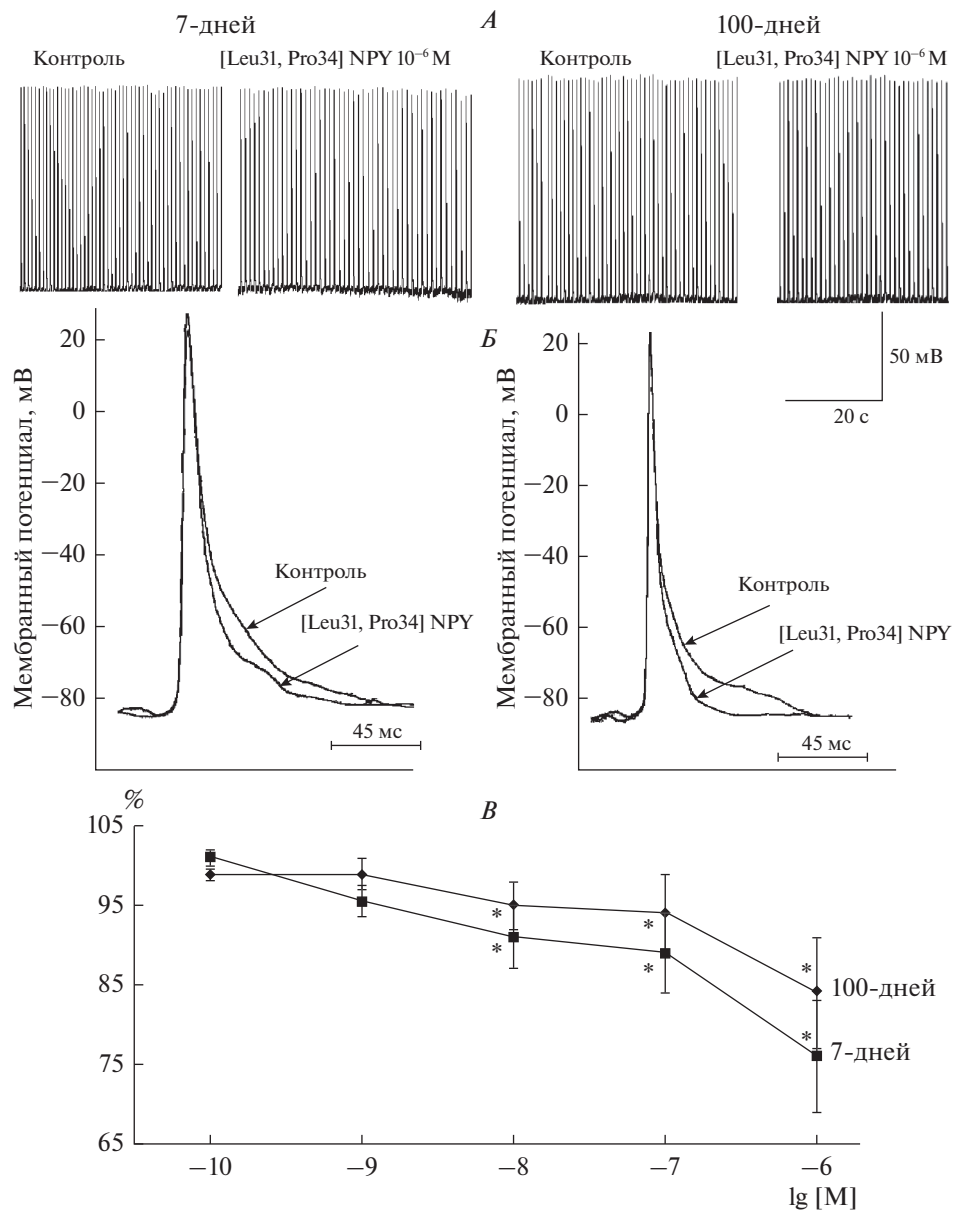 7-дней
А
100-дней
Контроль
[Leu31, Pro34] NPY 10⁻⁶ M
Контроль
[Leu31, Pro34] NPY 10⁻⁶ M
50 мВ
20 с
Б
Мембранный потенциал, мВ
20
0
−20
−40
−60
−80
Контроль
[Leu31, Pro34] NPY
45 мс
Мембранный потенциал, мВ
20
0
−20
−40
−60
−80
Контроль
[Leu31, Pro34] NPY
45 мс
В
%
105
95
85
75
65
* * * * * *
100-дней
7-дней
−10 −9 −8 −7 −6
lg [M]